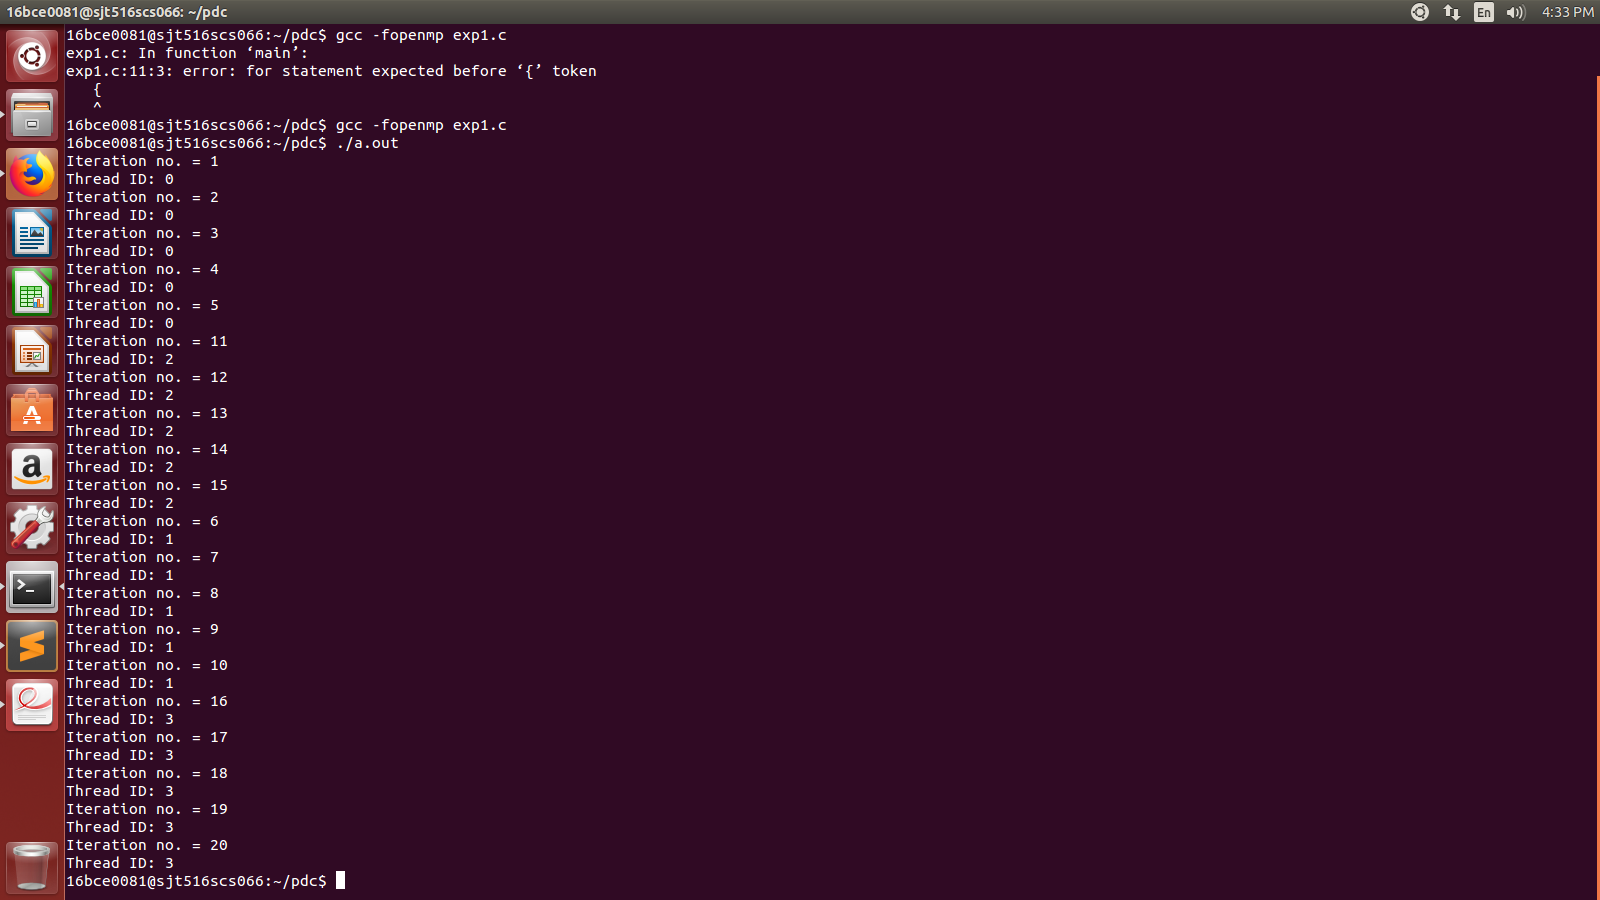 16bce0081@sjt516scs066: ~/pdc
En
4:33 PM
16bce0081@sjt516scs066:~/pdc$ gcc -fopenmp exp1.c
exp1.c: In function ‘main’:
exp1.c:11:3: error: for statement expected before ‘{’ token
{
^
16bce0081@sjt516scs066:~/pdc$ gcc -fopenmp exp1.c
16bce0081@sjt516scs066:~/pdc$ ./a.out
Iteration no. = 1
Thread ID: 0
Iteration no. = 2
Thread ID: 0
Iteration no. = 3
Thread ID: 0
Iteration no. = 4
Thread ID: 0
Iteration no. = 5
Thread ID: 0
Iteration no. = 11
Thread ID: 2
Iteration no. = 12
Thread ID: 2
Iteration no. = 13
Thread ID: 2
Iteration no. = 14
Thread ID: 2
Iteration no. = 15
Thread ID: 2
Iteration no. = 6
Thread ID: 1
Iteration no. = 7
Thread ID: 1
Iteration no. = 8
Thread ID: 1
Iteration no. = 9
Thread ID: 1
Iteration no. = 10
Thread ID: 1
Iteration no. = 16
Thread ID: 3
Iteration no. = 17
Thread ID: 3
Iteration no. = 18
Thread ID: 3
Iteration no. = 19
Thread ID: 3
Iteration no. = 20
Thread ID: 3
16bce0081@sjt516scs066:~/pdc$